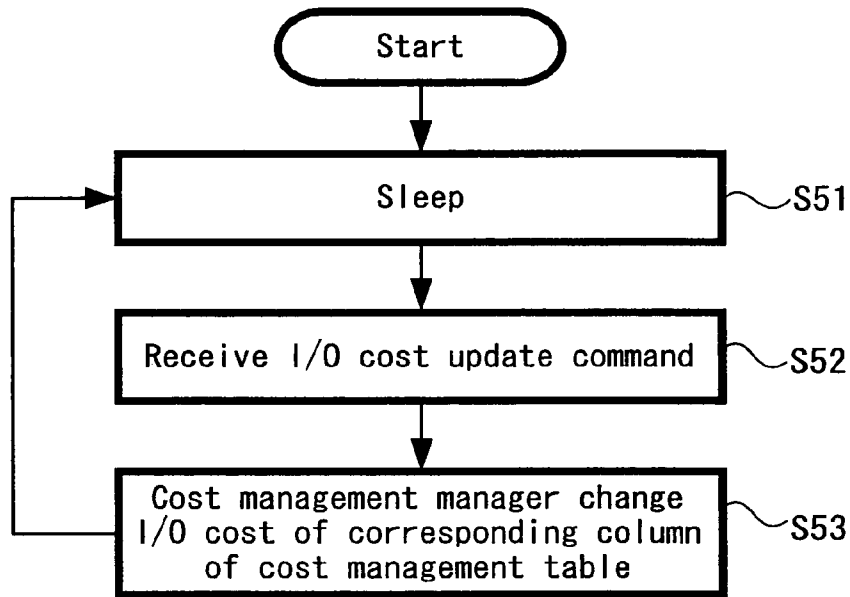 Start
Sleep
S51
Receive I/O cost update command
S52
Cost management manager change
I/O cost of corresponding column
of cost management table
S53